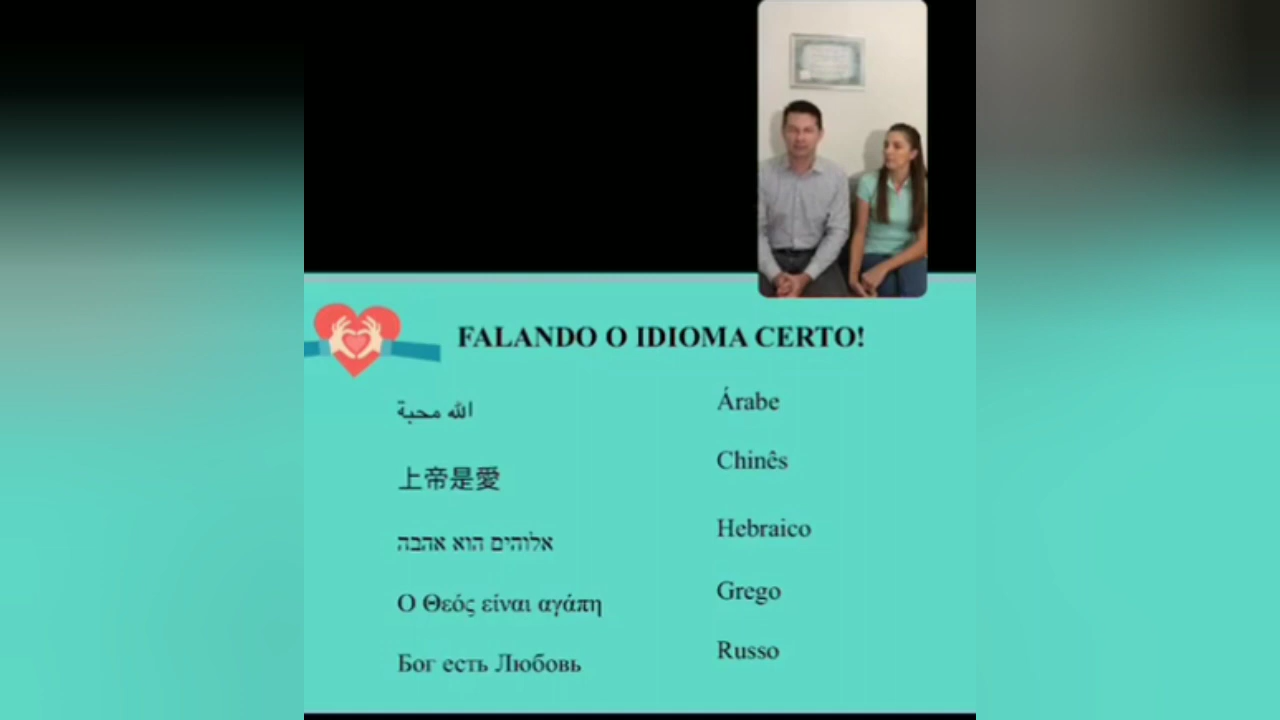 FALANDO O IDIOMA CERTO!
الله محبة Árabe
上帝是愛 Chinês
אלוהים הוא אהבה Hebraico
Ο Θεός είναι αγάπη Grego
Бог есть Любовь Russo